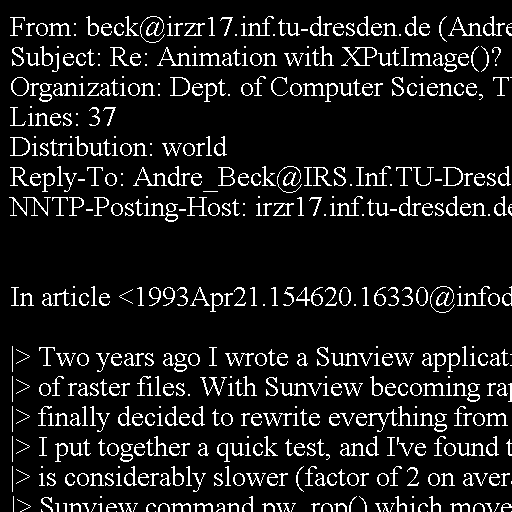 From: beck@irzr17.inf.tu-dresden.de (Andre
Subject: Re: Animation with XPutImage()?
Organization: Dept. of Computer Science, T
Lines: 37
Distribution: world
Reply-To: Andre_Beck@IRS.Inf.TU-Dresd
NNTP-Posting-Host: irzr17.inf.tu-dresden.de
In article <1993Apr21.154620.16330@infod
|> Two years ago I wrote a Sunview applicati
|> of raster files. With Sunview becoming rap
|> finally decided to rewrite everything from
|> I put together a quick test, and I've found t
|> is considerably slower (factor of 2 on aver
|> Sunview command pw_rop() which move